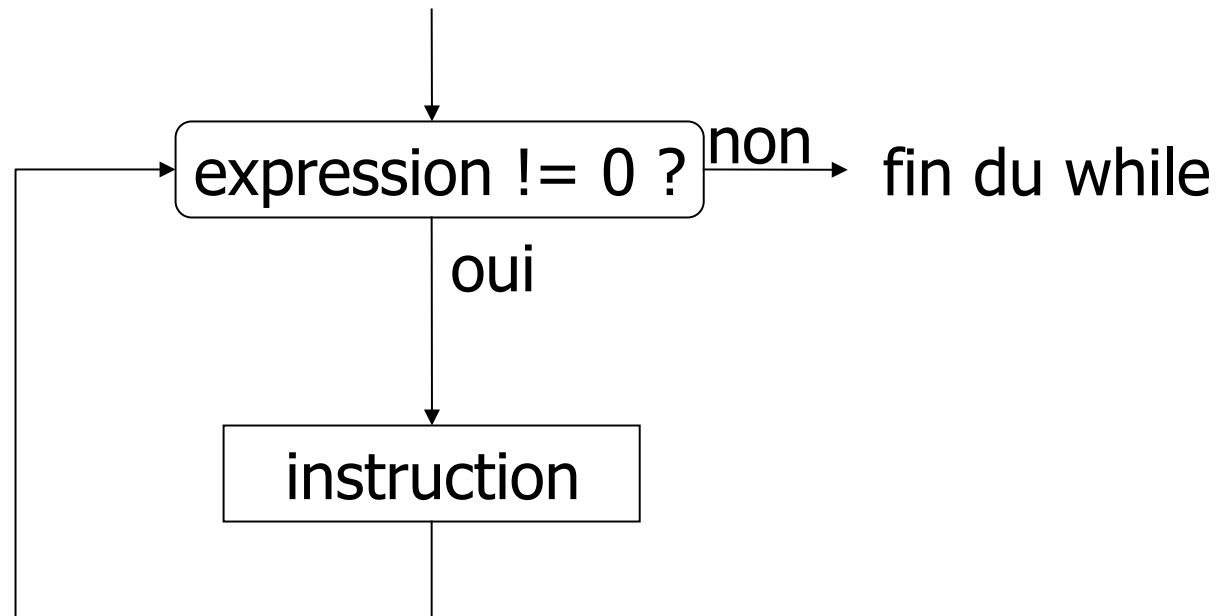 expression != 0 ?
non
fin du while
oui
instruction